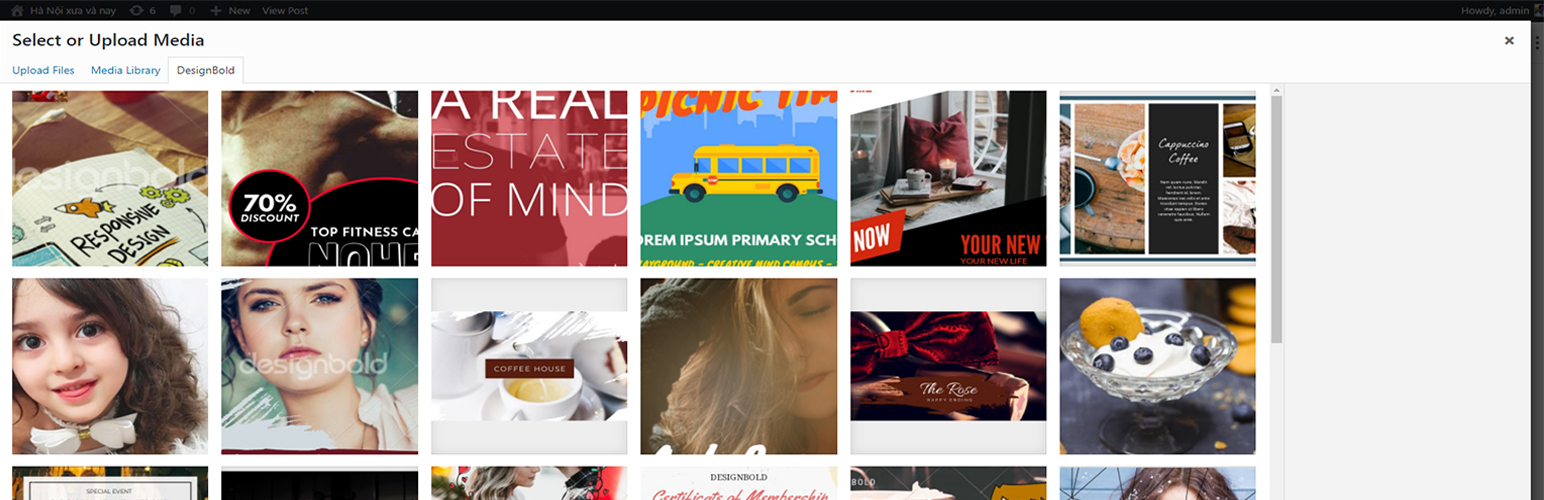 Hà Nội xưa và nay 6 0 New View Post Howdy, admin
Select or Upload Media
Upload Files Media Library DesignBold
designbold
RESPONSIVE
DESIGN
70%
DISCOUNT
TOP FITNESS CA
A REAL
ESTATE
OF MIND
PICNIC TIM
OREM IPSUM PRIMARY SCH
AYGROUND - CREATIVE MIND CAMPUS -
NOW
YOUR NEW
YOUR NEW LIFE
Cappuccino
Coffee
designbold
COFFEE HOUSE
The Rose
HAPPY ENDING
SPECIAL EVENT
DESIGNBOLD
Certificate of Membership
BOLD